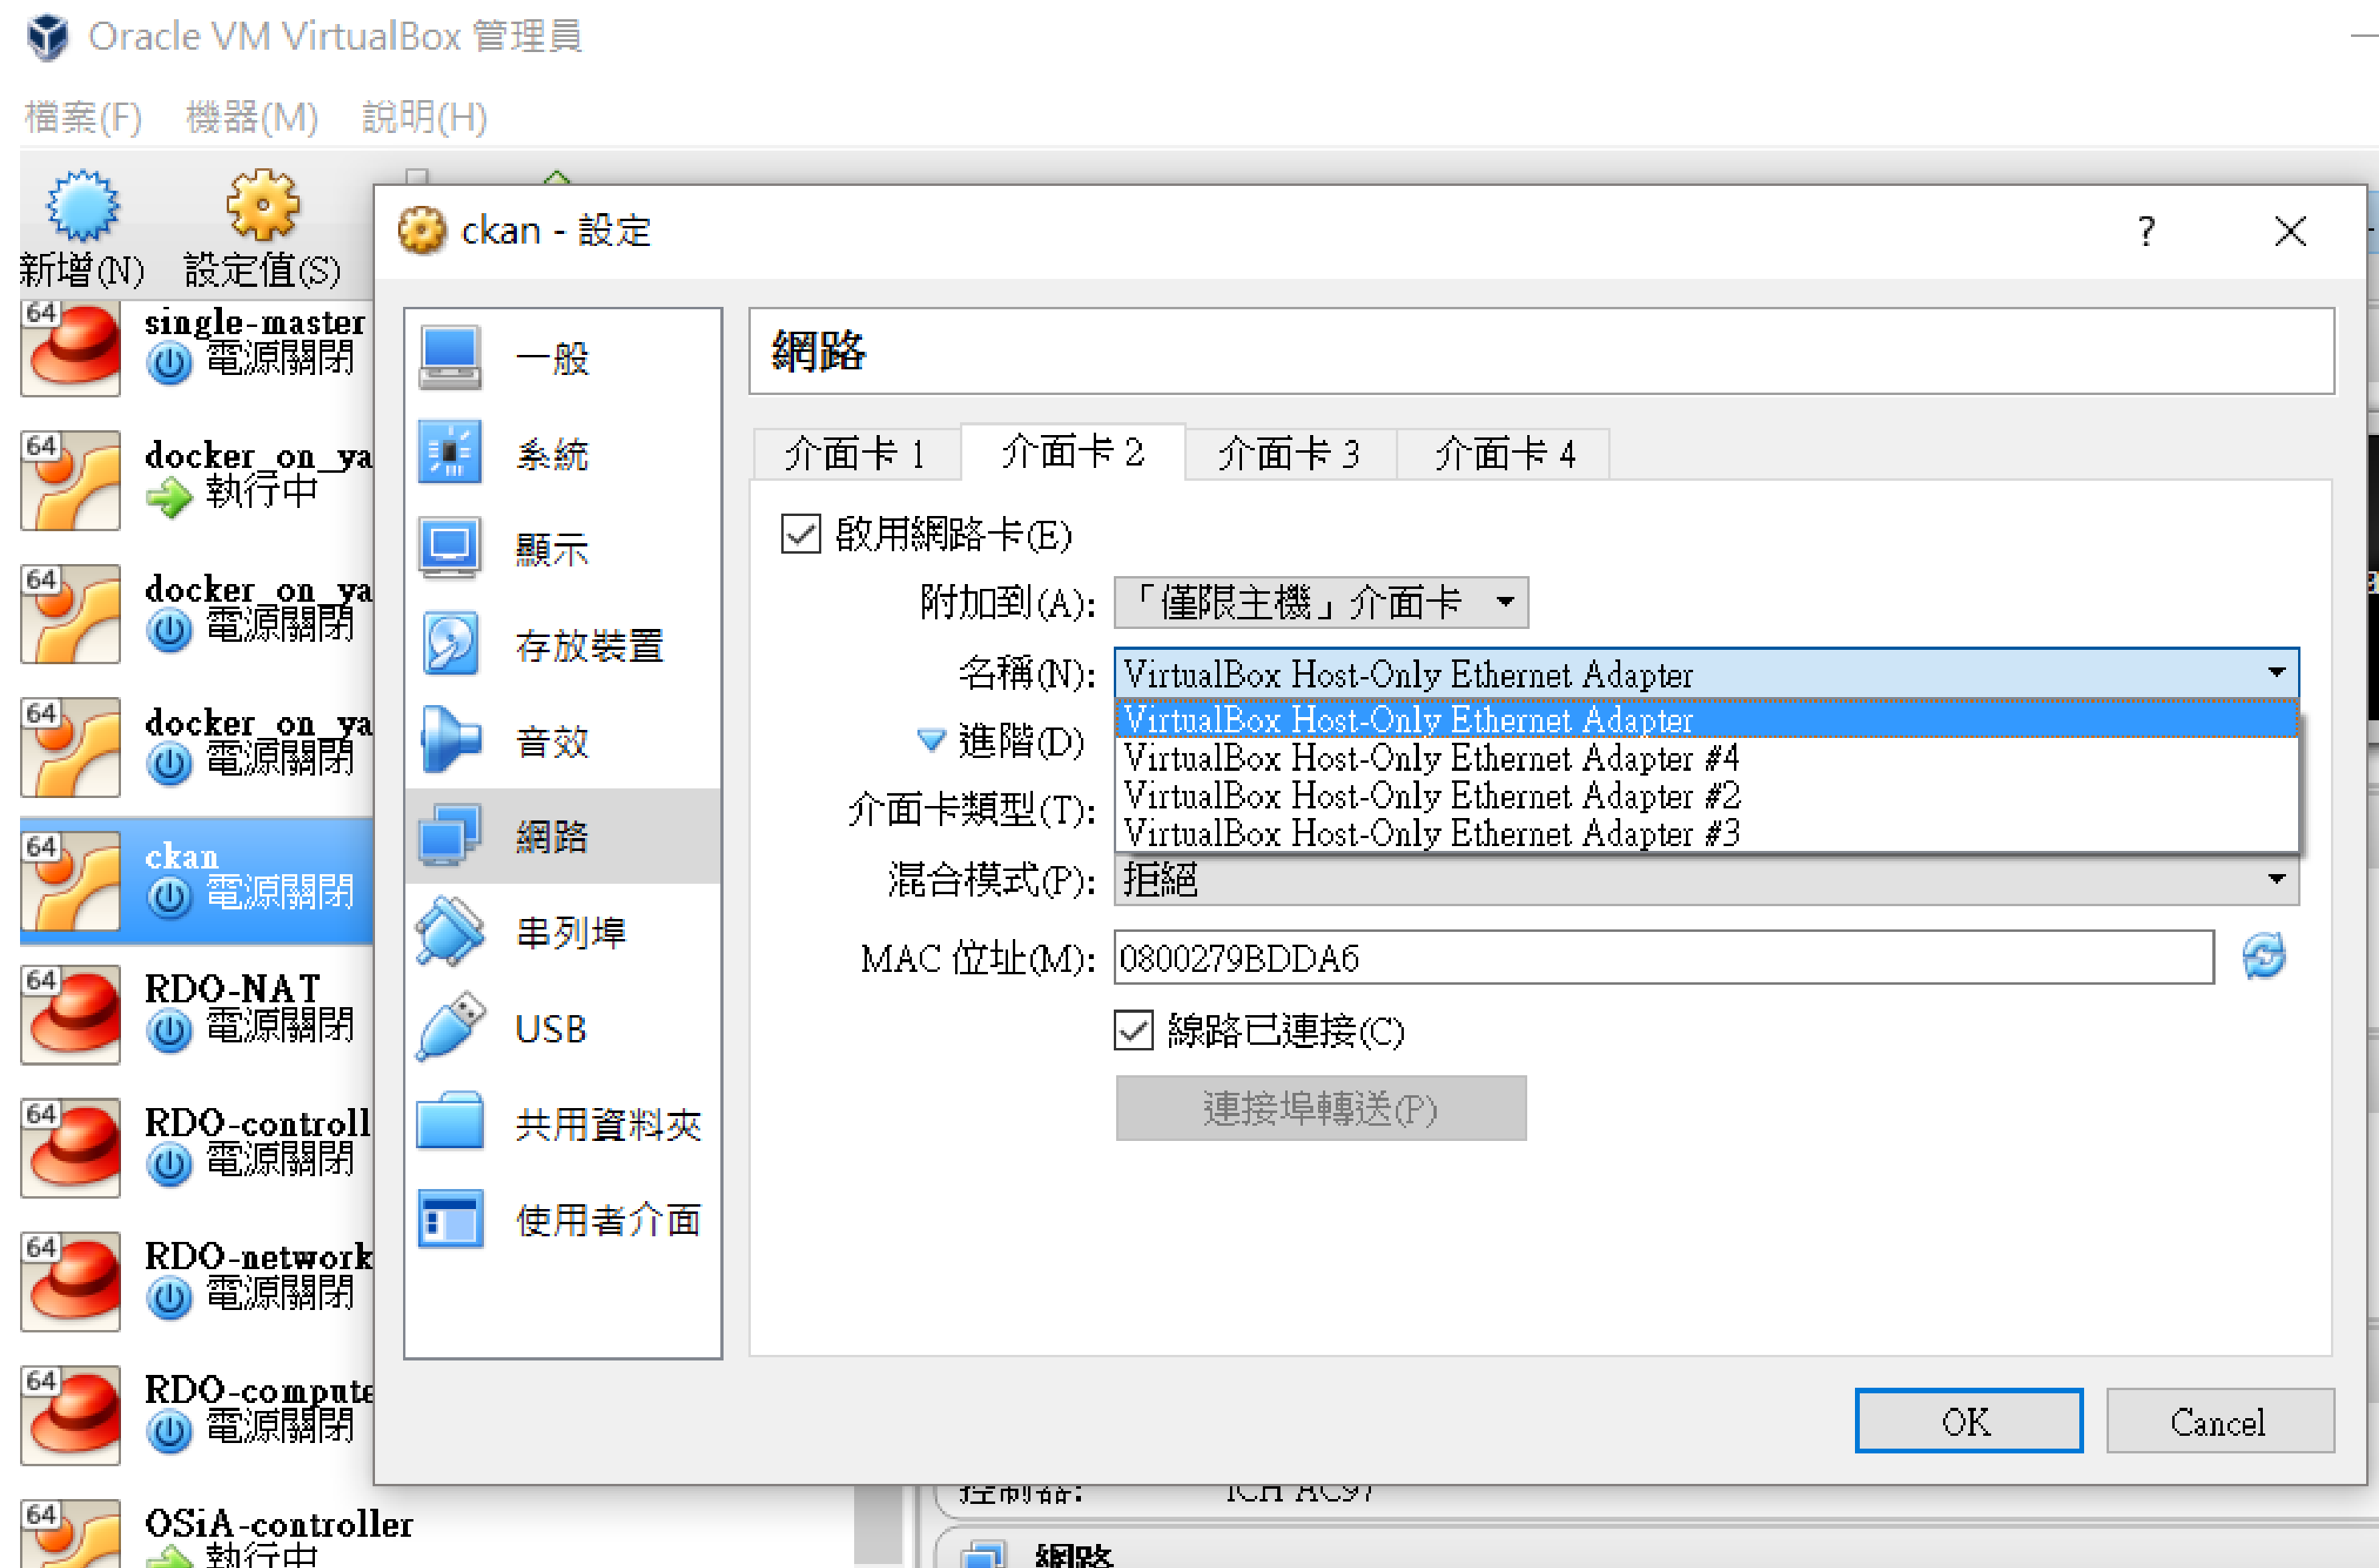 Oracle VM VirtualBox 管理員
檔案(F) 機器(M) 說明(H)
新增(N) 設定值(S)
single-master
電源關閉
docker_on_ya
執行中
docker_on_ya
電源關閉
docker_on_ya
電源關閉
ckan
電源關閉
RDO-NAT
電源關閉
RDO-controll
電源關閉
RDO-network
電源關閉
RDO-compute
電源關閉
OSiA-controller
執行中
64
64
64
64
64
64
64
64
64
64
ckan - 設定
一般
系統
顯示
存放裝置
音效
網路
串列埠
USB
共用資料夾
使用者介面
網路
介面卡 1 介面卡 2 介面卡 3 介面卡 4
啟用網路卡(E)
附加到(A): 「僅限主機」介面卡
名稱(N): VirtualBox Host-Only Ethernet Adapter
VirtualBox Host-Only Ethernet Adapter
進階(D)
VirtualBox Host-Only Ethernet Adapter #4
VirtualBox Host-Only Ethernet Adapter #2
介面卡類型(T):
VirtualBox Host-Only Ethernet Adapter #3
混合模式(P): 拒絕
MAC 位址(M): 0800279BDDA6
線路已連接(C)
連接埠轉送(P)
OK Cancel
控制器: ICH AC97
網路